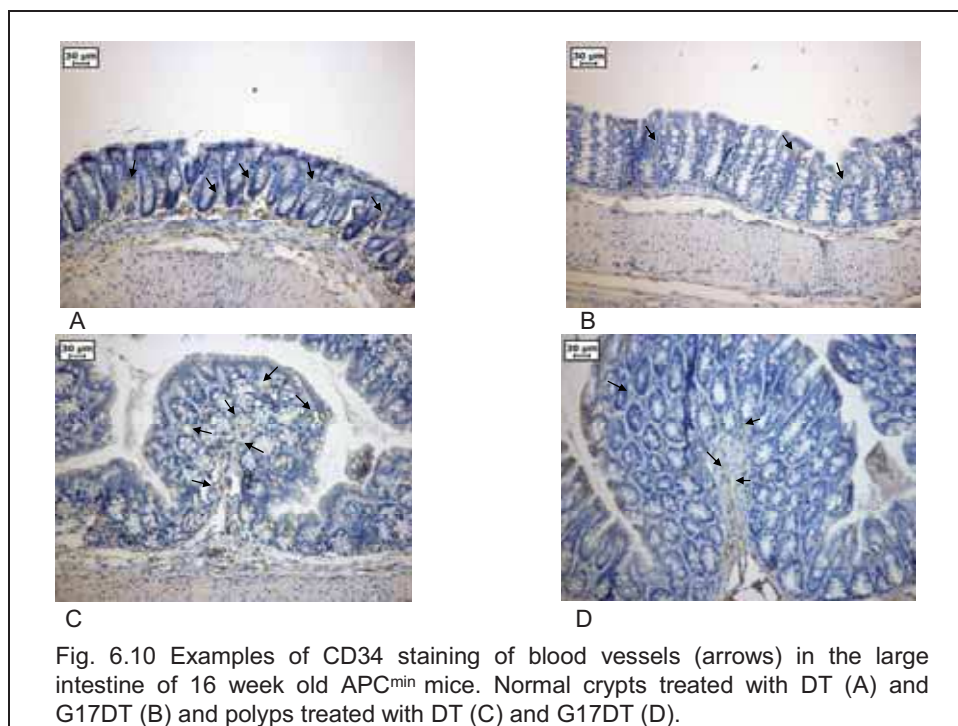 30 µm
30 µm
A
B
30 µm
30 µm
C
D
Fig. 6.10 Examples of CD34 staining of blood vessels (arrows) in the large
intestine of 16 week old APCmin mice. Normal crypts treated with DT (A) and
G17DT (B) and polyps treated with DT (C) and G17DT (D).